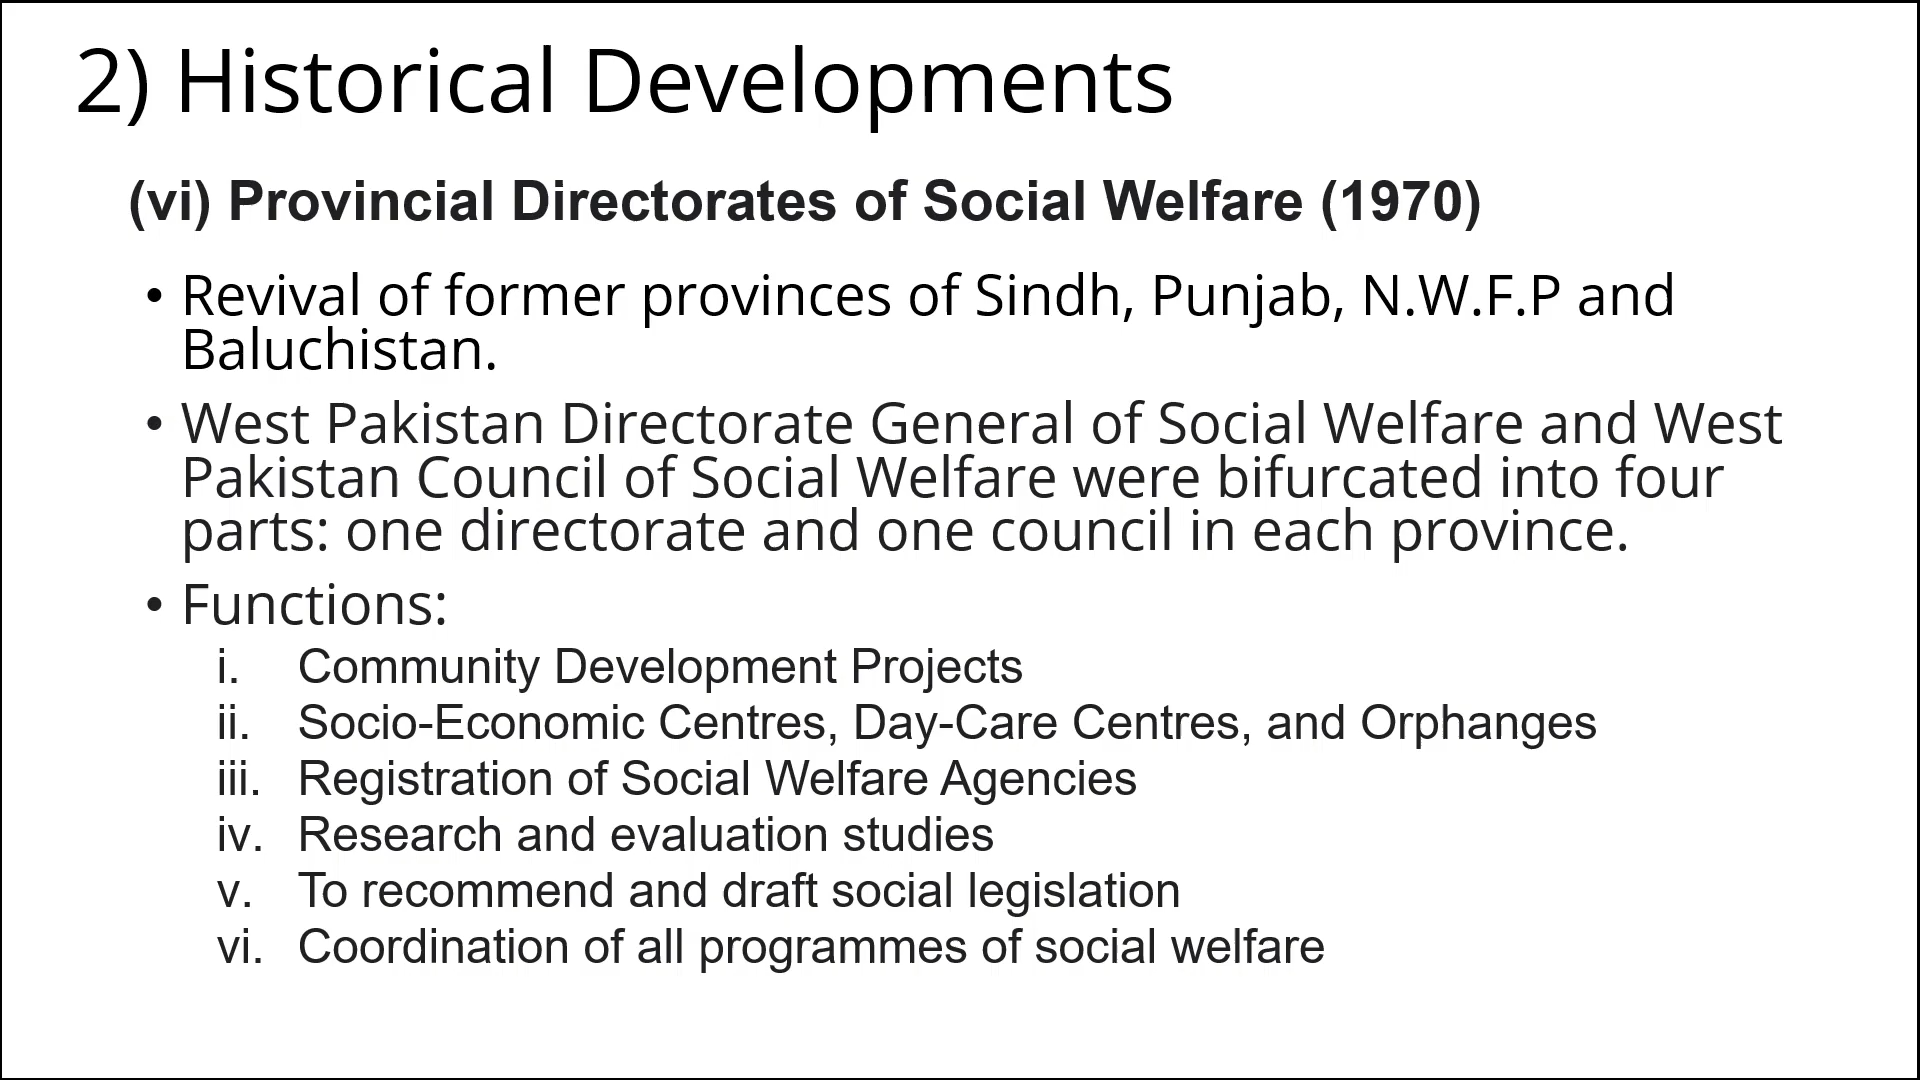 2) Historical Developments
(vi) Provincial Directorates of Social Welfare (1970)
• Revival of former provinces of Sindh, Punjab, N.W.F.P and
Baluchistan.
• West Pakistan Directorate General of Social Welfare and West
Pakistan Council of Social Welfare were bifurcated into four
parts: one directorate and one council in each province.
• Functions:
i. Community Development Projects
ii. Socio-Economic Centres, Day-Care Centres, and Orphanges
iii. Registration of Social Welfare Agencies
iv. Research and evaluation studies
v. To recommend and draft social legislation
vi. Coordination of all programmes of social welfare